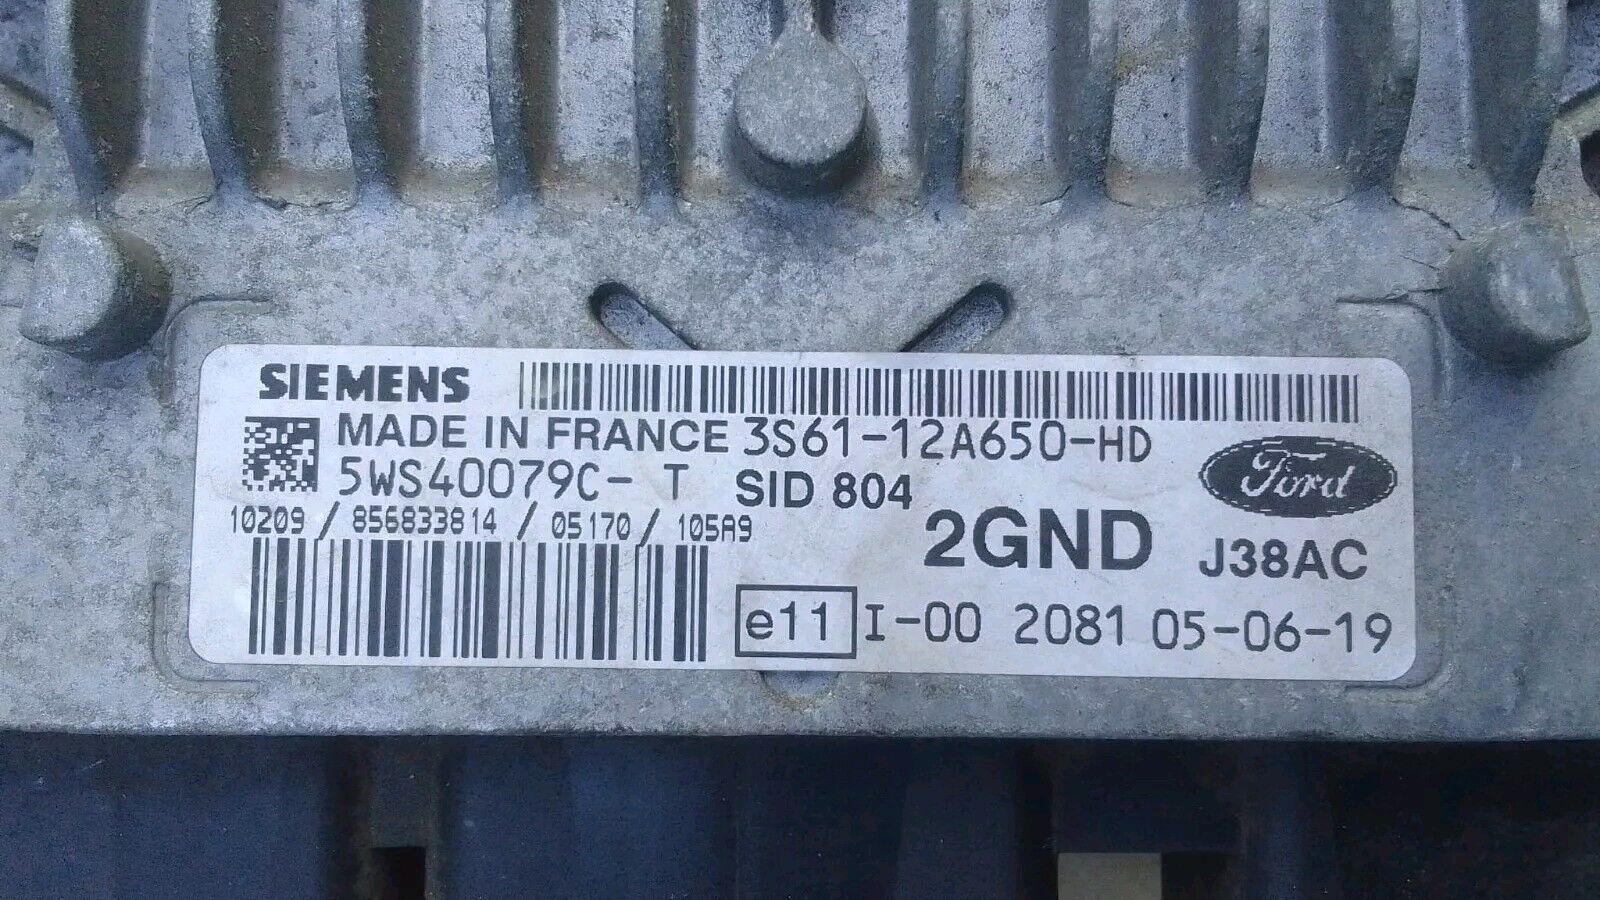 SIEMENS
MADE IN FRANCE 3S61-12A650-HD
5WS40079C- T SID 804
Ford
10209 / 856833814 / 05170 / 105A9
2GND J38AC
e11 I-00 2081 05-06-19